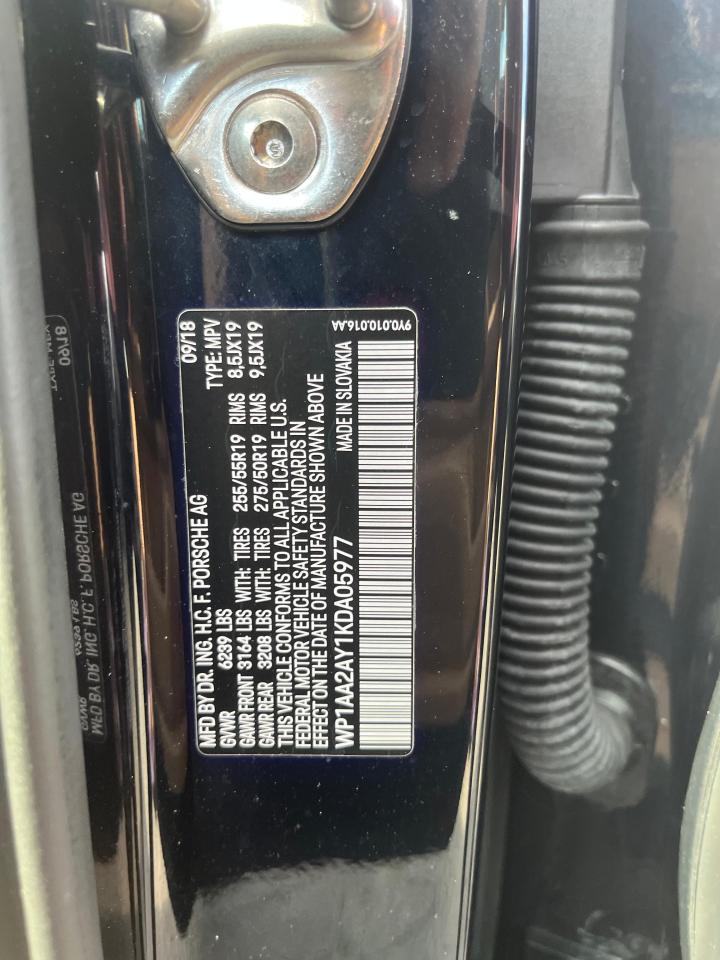 MFD BY DR. ING. H.C. F. PORSCHE AG 09/18
GVWR 6239 LBS TYPE: MPV
GAWR FRONT 3164 LBS WITH: TIRES 255/55R19 RIMS 8,5JX19
GAWR REAR 3208 LBS WITH: TIRES 275/50R19 RIMS 9,5JX19
THIS VEHICLE CONFORMS TO ALL APPLICABLE U.S.
FEDERAL MOTOR VEHICLE SAFETY STANDARDS IN
EFFECT ON THE DATE OF MANUFACTURE SHOWN ABOVE
WP1AA2AY1KDA05977 MADE IN SLOVAKIA
9Y0.010.016.AA